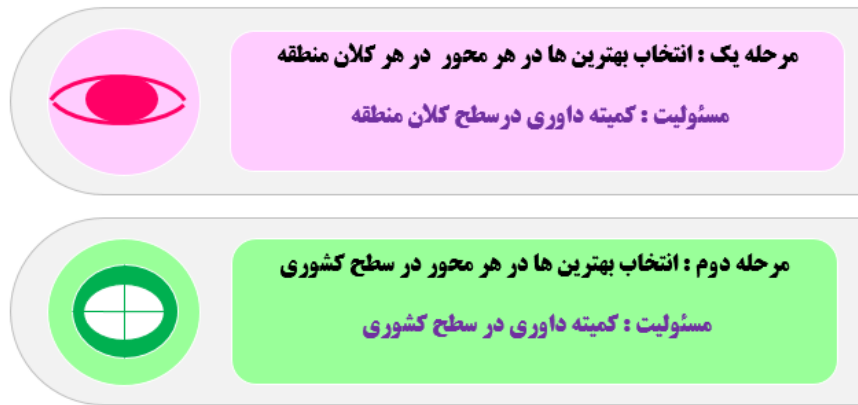 مرحله یک : انتخاب بهترین ها در هر محور در هر کلان منطقه
مسئولیت : کمیته داوری درسطح کلان منطقه
مرحله دوم : انتخاب بهترین ها در هر محور در سطح کشوری
مسئولیت : کمیته داوری در سطح کشوری